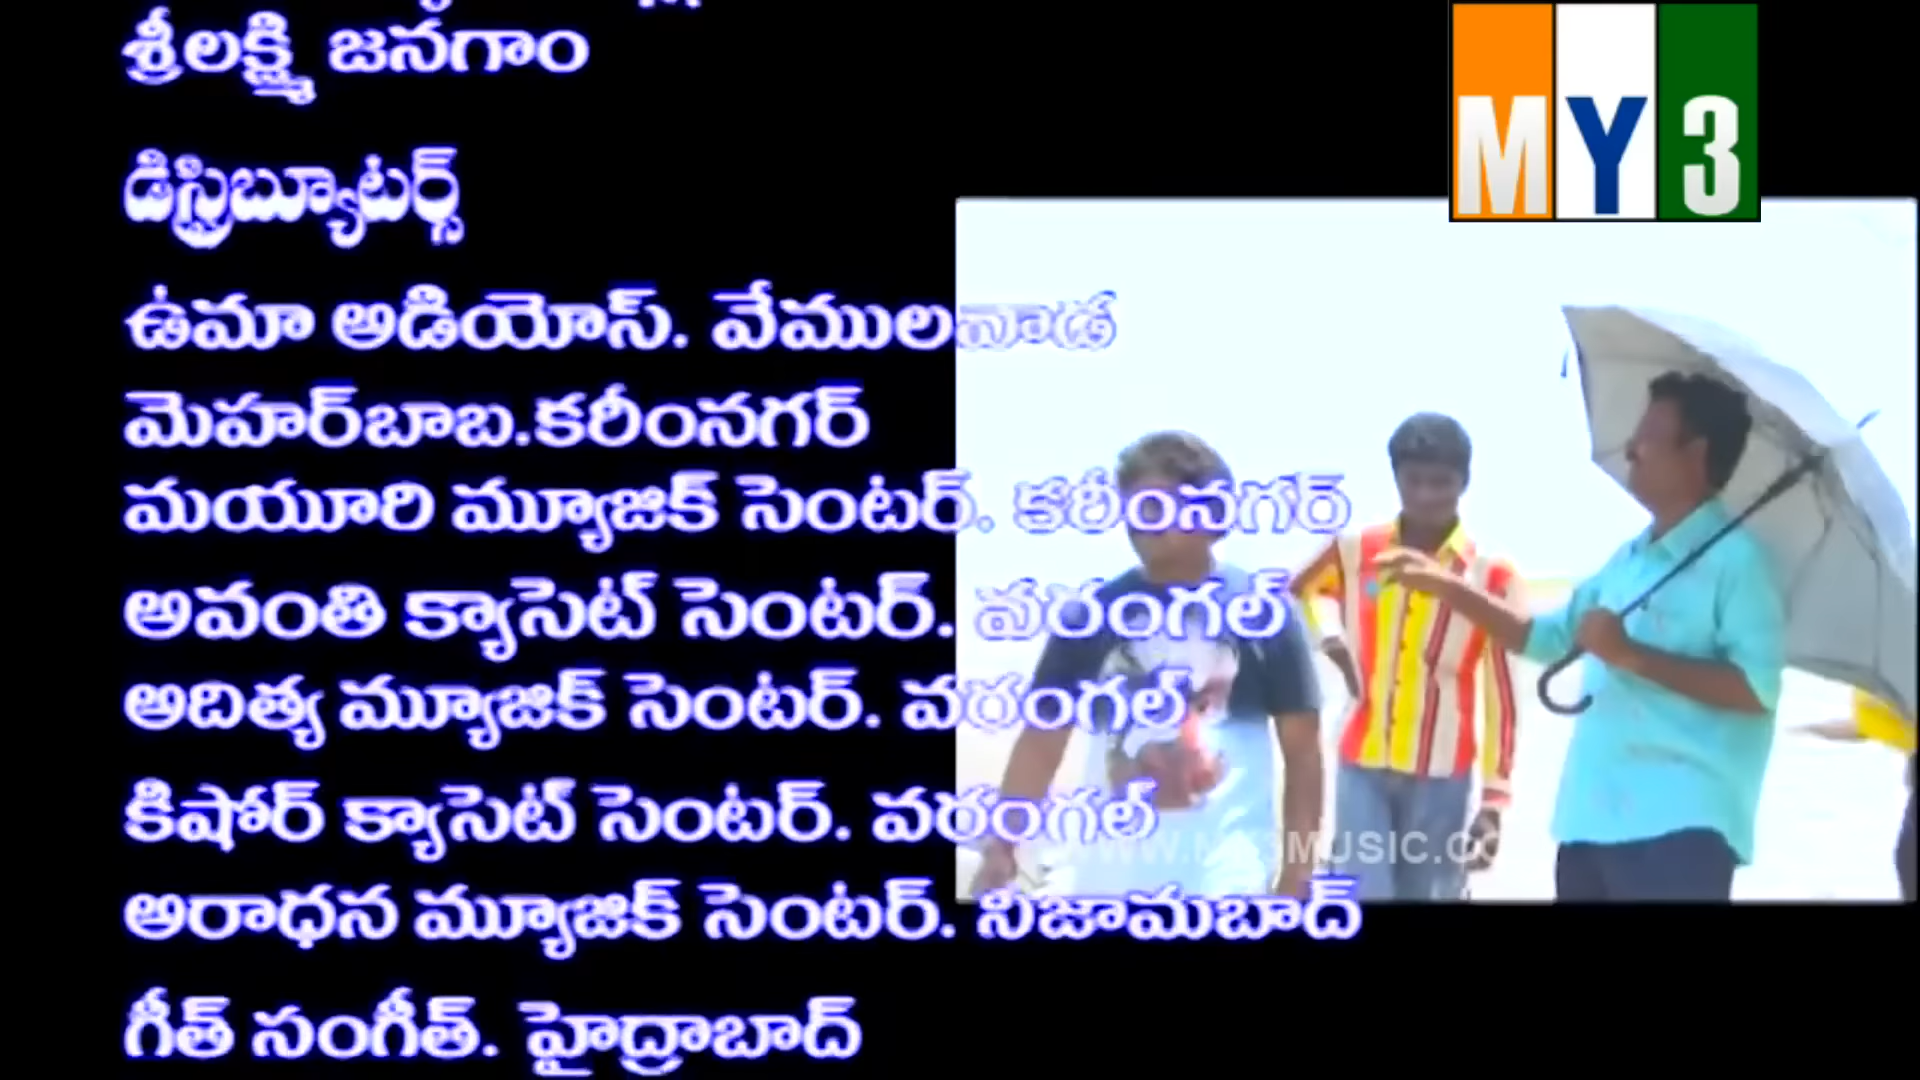 శ్రీలక్ష్మి జనగాం
MY3
డిస్ట్రిబ్యూటర్స్
ఉమా అడియోస్. వేములవాడ
మెహర్‌బాబ.కరీంనగర్
మయూరి మ్యూజిక్ సెంటర్. కరీంనగర్
అవంతి క్యాసెట్ సెంటర్. వరంగల్
అదిత్య మ్యూజిక్ సెంటర్. వరంగల్
కిషోర్ క్యాసెట్ సెంటర్. వరంగల్
అరాధన మ్యూజిక్ సెంటర్. నిజామబాద్
గీత్ సంగీత్. హైద్రాబాద్